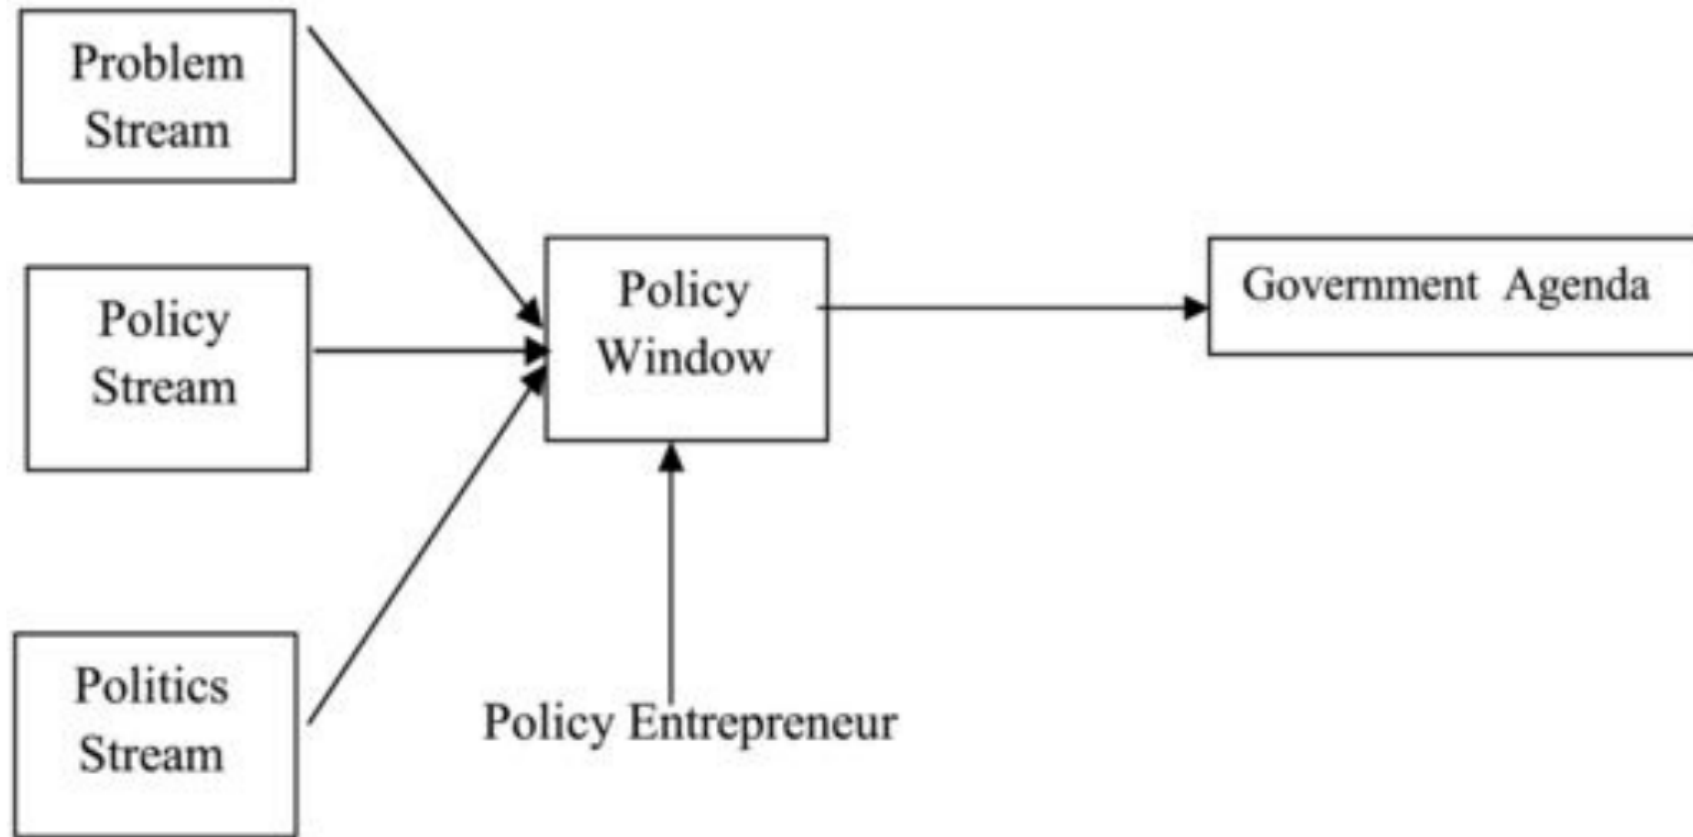 Problem
Stream
Policy
Stream
Politics
Stream
Policy
Window
Policy Entrepreneur
Government Agenda